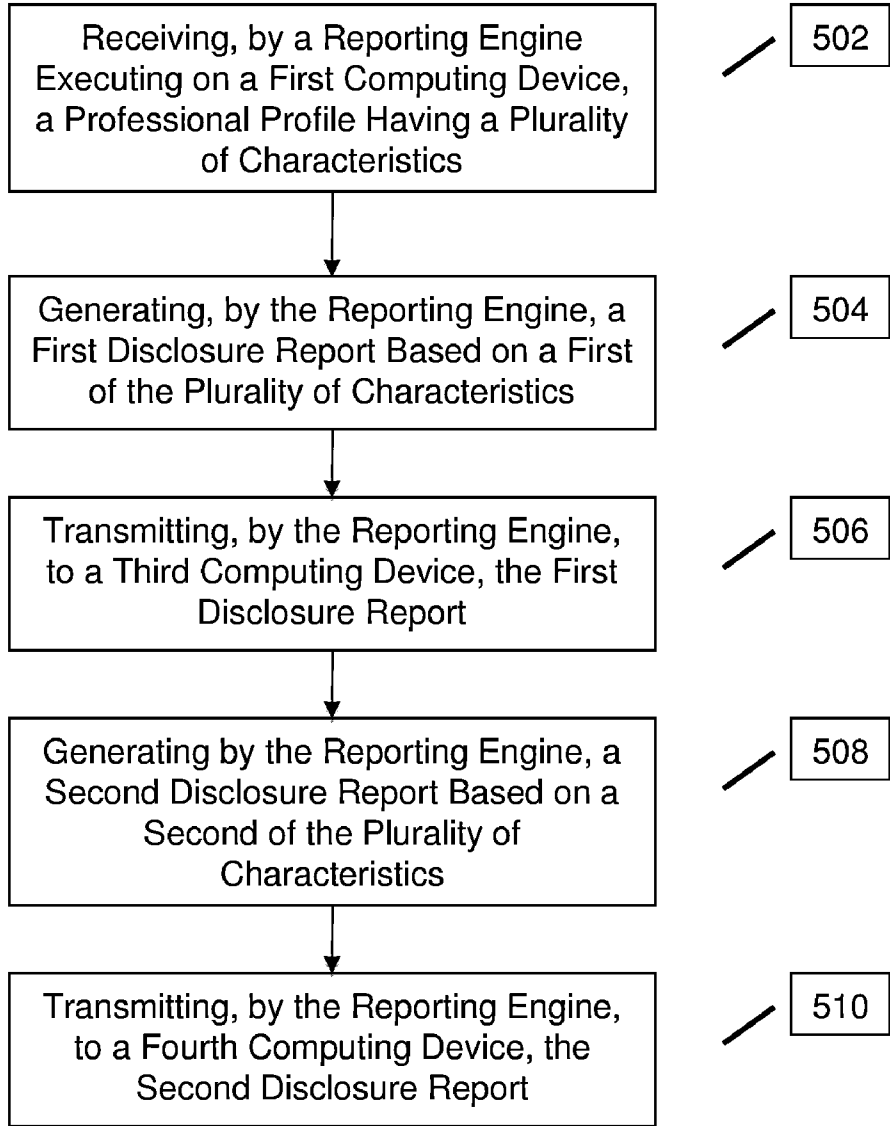 Receiving, by a Reporting Engine
Executing on a First Computing Device,
a Professional Profile Having a Plurality
of Characteristics
502
Generating, by the Reporting Engine, a
First Disclosure Report Based on a First
of the Plurality of Characteristics
504
Transmitting, by the Reporting Engine,
to a Third Computing Device, the First
Disclosure Report
506
Generating by the Reporting Engine, a
Second Disclosure Report Based on a
Second of the Plurality of
Characteristics
508
Transmitting, by the Reporting Engine,
to a Fourth Computing Device, the
Second Disclosure Report
510